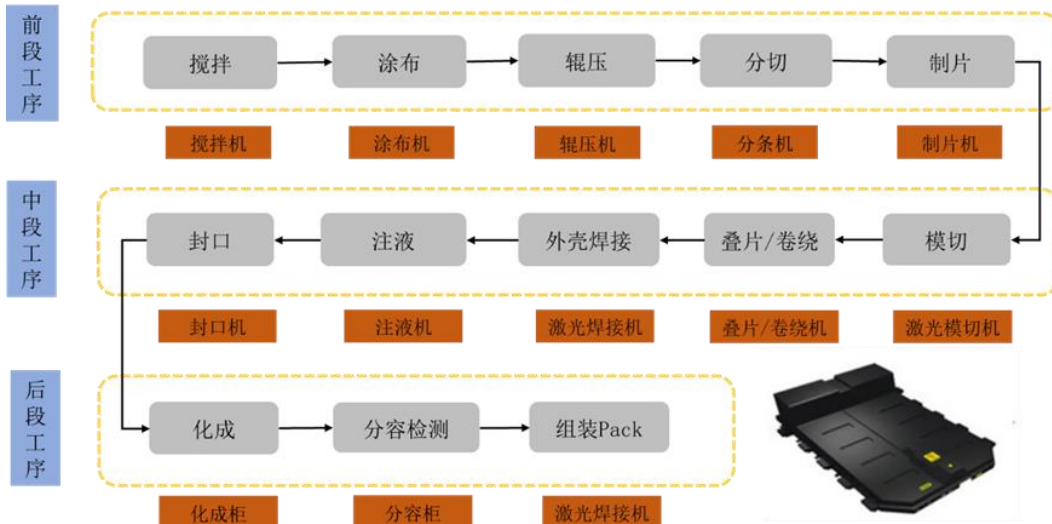 前段工序
搅拌
涂布
辊压
分切
制片
搅拌机
涂布机
辊压机
分条机
制片机
中段工序
封口
注液
外壳焊接
叠片/卷绕
模切
封口机
注液机
激光焊接机
叠片/卷绕机
激光模切机
后段工序
化成
分容检测
组装Pack
化成柜
分容柜
激光焊接机